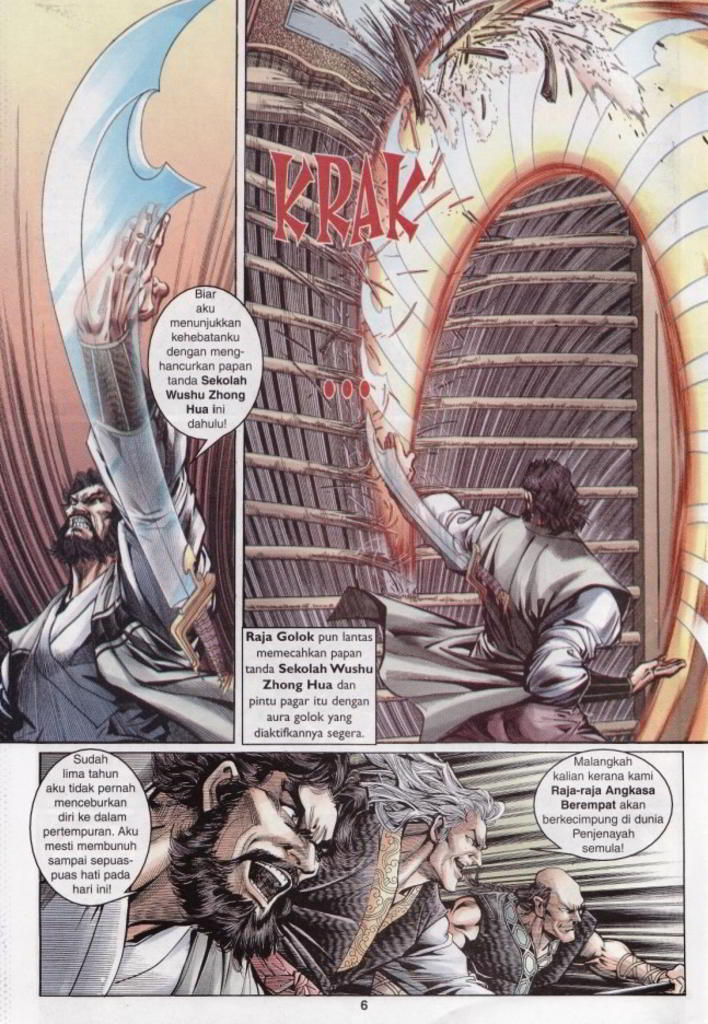 Biar
aku
menunjukkan
kehebatanku
dengan meng-
hancurkan papan
tanda Sekolah
Wushu Zhong
Hua ini
dahulu!
KRAK
...
Raja Golok pun lantas
memecahkan papan
tanda Sekolah Wushu
Zhong Hua dan
pintu pagar itu dengan
aura golok yang
diaktifkannya segera.
Sudah
lima tahun
aku tidak pernah
menceburkan
diri ke dalam
pertempuran. Aku
mesti membunuh
sampai sepuas-
puas hati pada
hari ini!
Malangkah
kalian kerana kami
Raja-raja Angkasa
Berempat akan
berkecimpung di dunia
Penjenayah
semula!
6